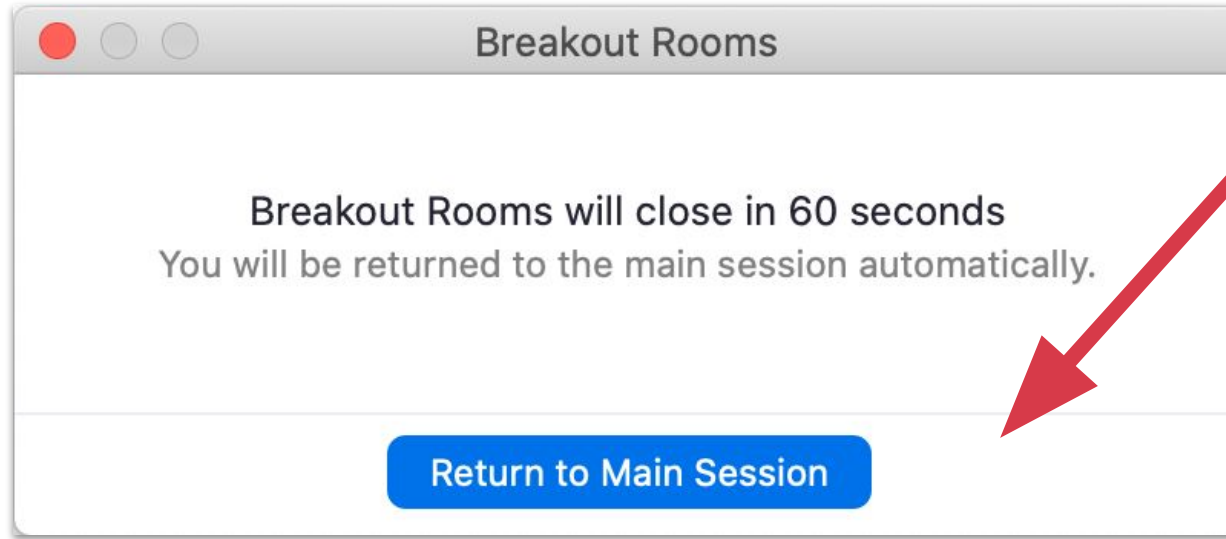 Breakout Rooms
Breakout Rooms will close in 60 seconds
You will be returned to the main session automatically.
Return to Main Session